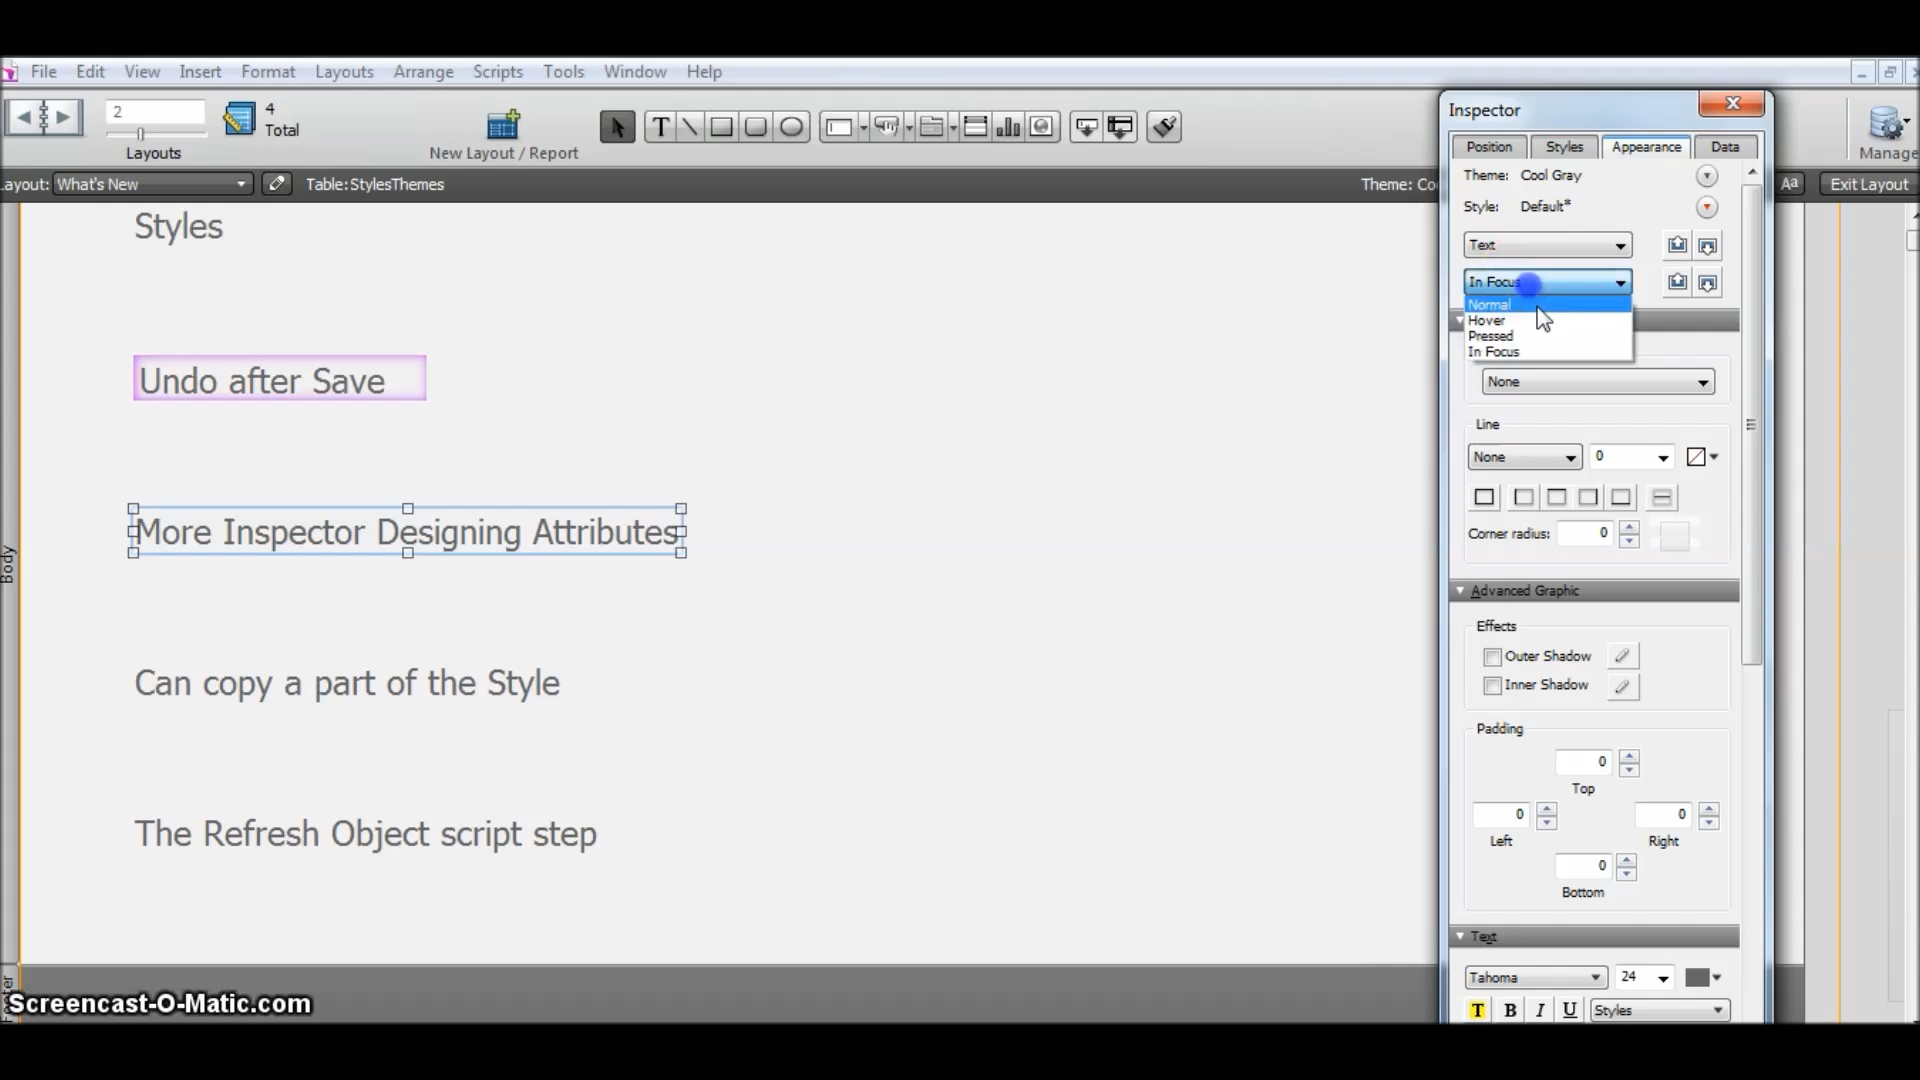 File Edit View Insert Format Layouts Arrange Scripts Tools Window Help
2
4
Total
Layouts
New Layout / Report
Manage
Layout: What's New
Table: StylesThemes
Theme: Co
Aa
Exit Layout
Styles
Undo after Save
More Inspector Designing Attributes
Can copy a part of the Style
The Refresh Object script step
Body
Footer
Inspector
Position Styles Appearance Data
Theme: Cool Gray
Style: Default*
Text
In Focus
Normal
Hover
Pressed
In Focus
None
Line
None 0
Corner radius: 0
Advanced Graphic
Effects
Outer Shadow
Inner Shadow
Padding
0
Top
0 0
Left Right
0
Bottom
Text
Tahoma 24
T B I U Styles
Screencast-O-Matic.com